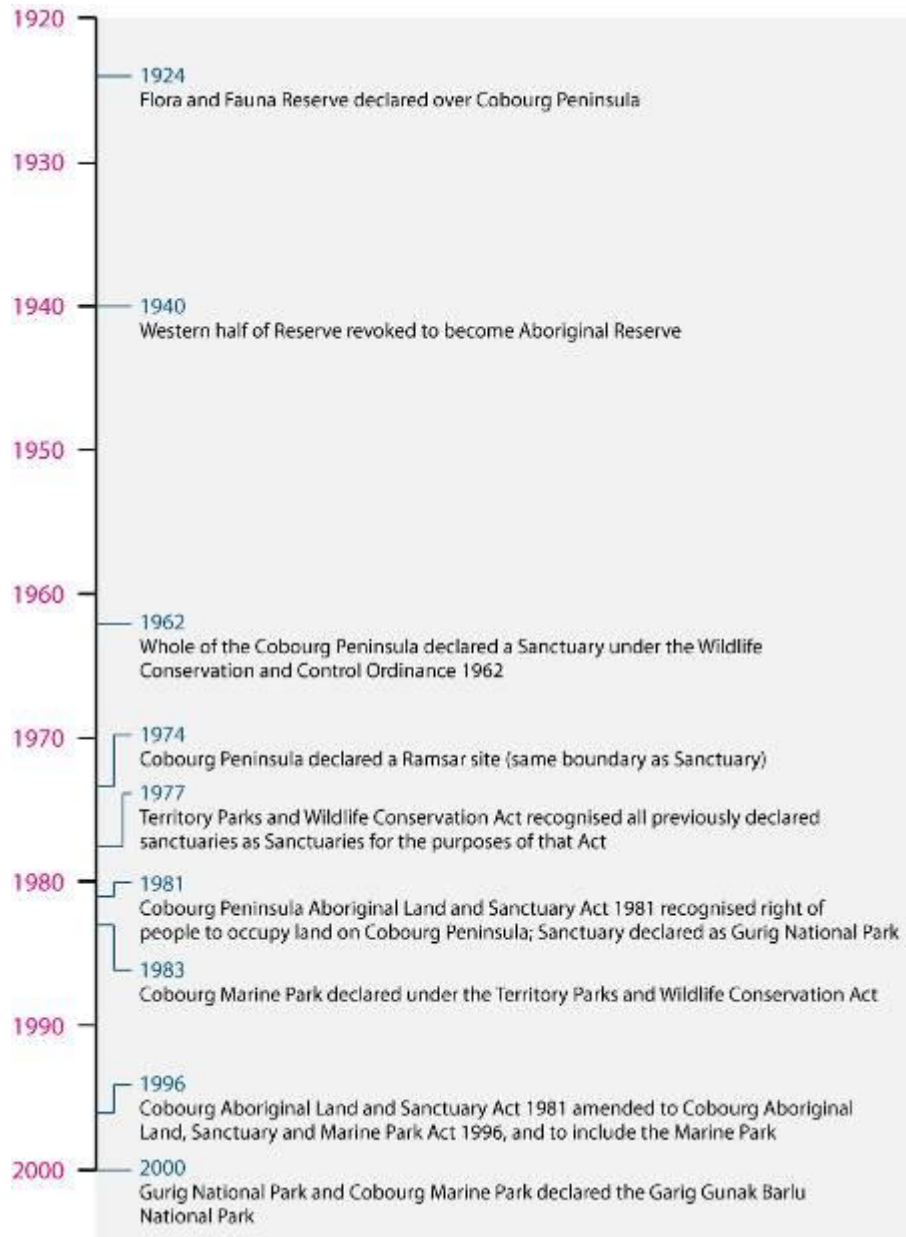 1920
1924
Flora and Fauna Reserve declared over Cobourg Peninsula
1930
1940
1940
Western half of Reserve revoked to become Aboriginal Reserve
1950
1960
1962
Whole of the Cobourg Peninsula declared a Sanctuary under the Wildlife
Conservation and Control Ordinance 1962
1970
1974
Cobourg Peninsula declared a Ramsar site (same boundary as Sanctuary)
1977
Territory Parks and Wildlife Conservation Act recognised all previously declared
sanctuaries as Sanctuaries for the purposes of that Act
1980
1981
Cobourg Peninsula Aboriginal Land and Sanctuary Act 1981 recognised right of
people to occupy land on Cobourg Peninsula; Sanctuary declared as Gurig National Park
1983
Cobourg Marine Park declared under the Territory Parks and Wildlife Conservation Act
1990
1996
Cobourg Aboriginal Land and Sanctuary Act 1981 amended to Cobourg Aboriginal
Land, Sanctuary and Marine Park Act 1996, and to include the Marine Park
2000
2000
Gurig National Park and Cobourg Marine Park declared the Garig Gunak Barlu
National Park